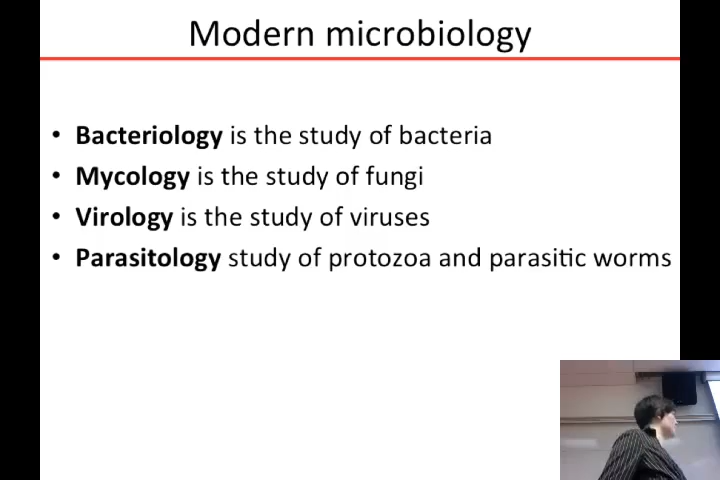 Modern microbiology
• Bacteriology is the study of bacteria
• Mycology is the study of fungi
• Virology is the study of viruses
• Parasitology study of protozoa and parasitic worms